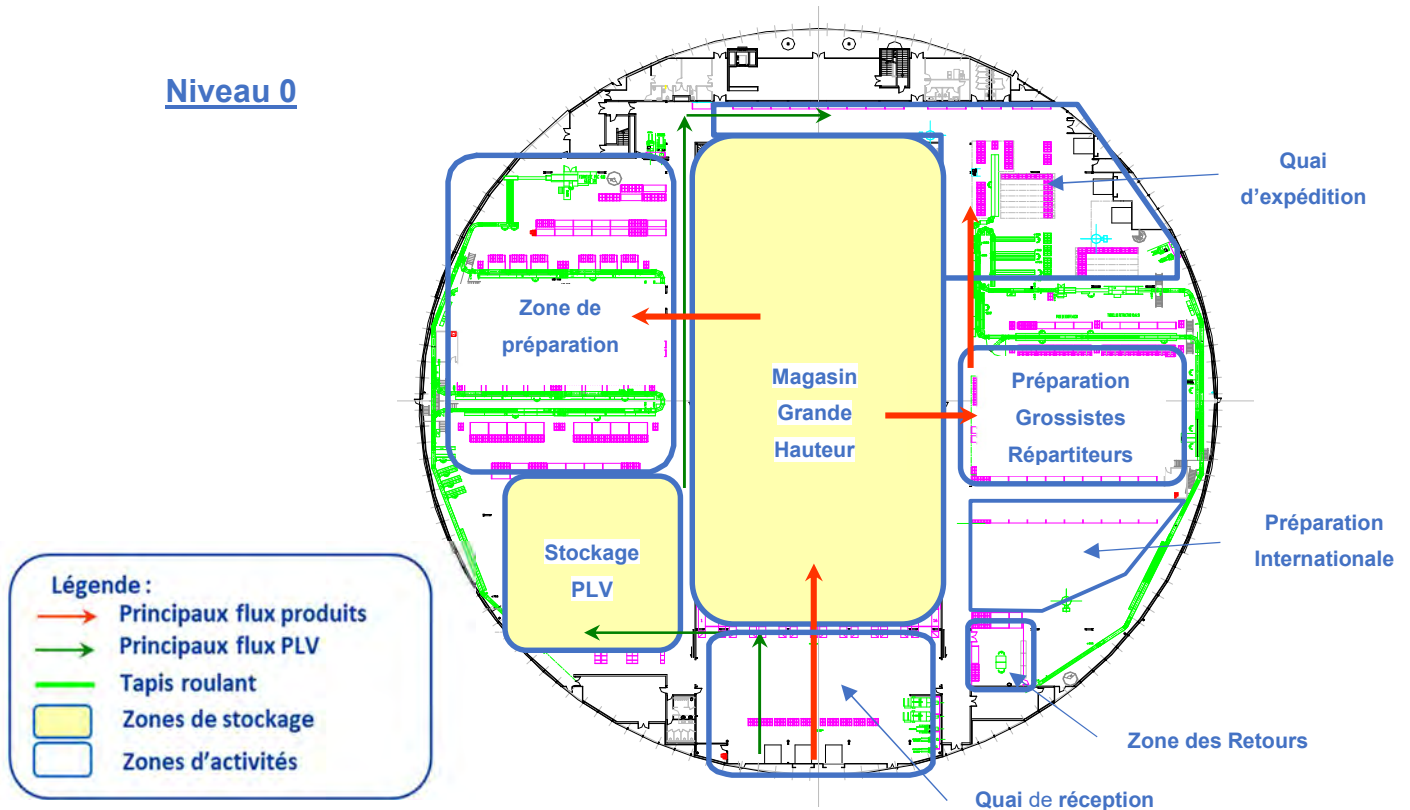 Niveau 0
Quai
d'expédition
Zone de
préparation
Magasin
Grande
Hauteur
Préparation
Grossistes
Répartiteurs
Stockage
PLV
Préparation
Internationale
Légende :
Principaux flux produits
Principaux flux PLV
Tapis roulant
Zones de stockage
Zones d'activités
Zone des Retours
Quai de réception